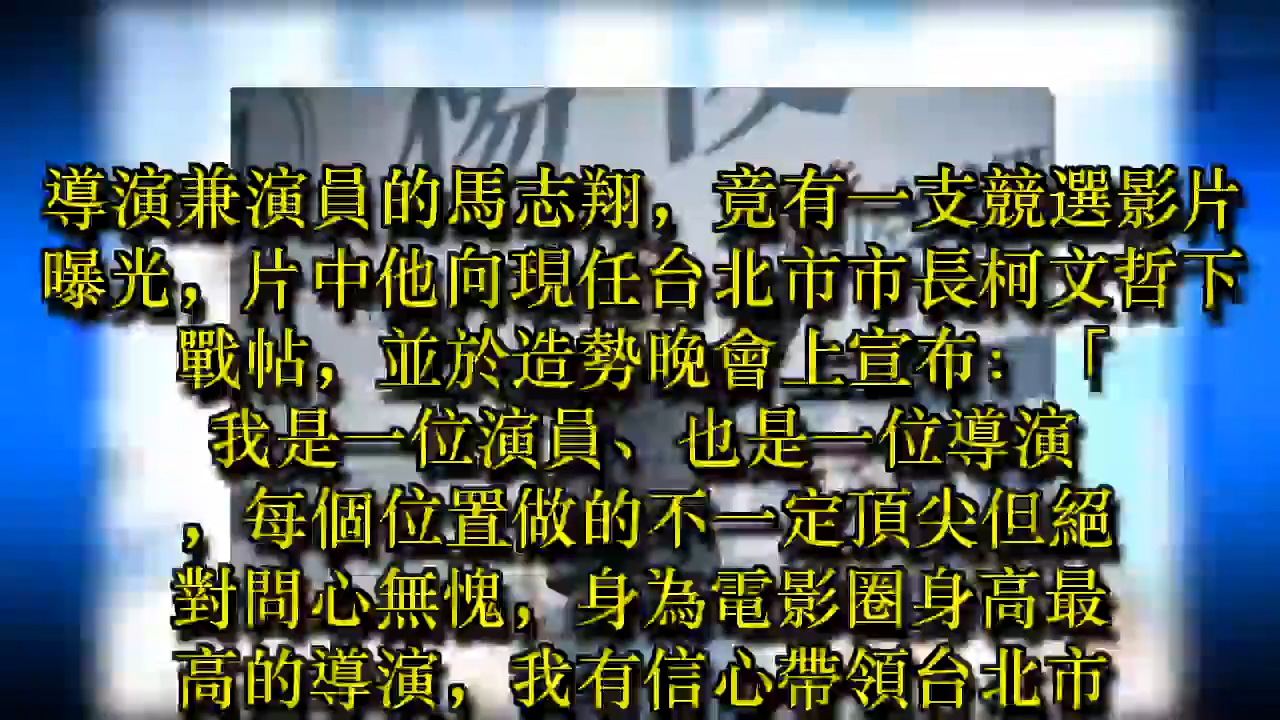 導演兼演員的馬志翔，竟有一支競選影片
曝光，片中他向現任台北市市長柯文哲下
戰帖，並於造勢晚會上宣布：「
我是一位演員、也是一位導演
，每個位置做的不一定頂尖但絕
對問心無愧，身為電影圈身高最
高的導演，我有信心帶領台北市